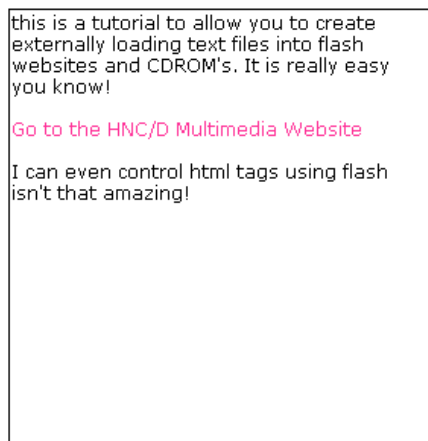 this is a tutorial to allow you to create
externally loading text files into flash
websites and CDROM's. It is really easy
you know!
Go to the HNC/D Multimedia Website
I can even control html tags using flash
isn't that amazing!